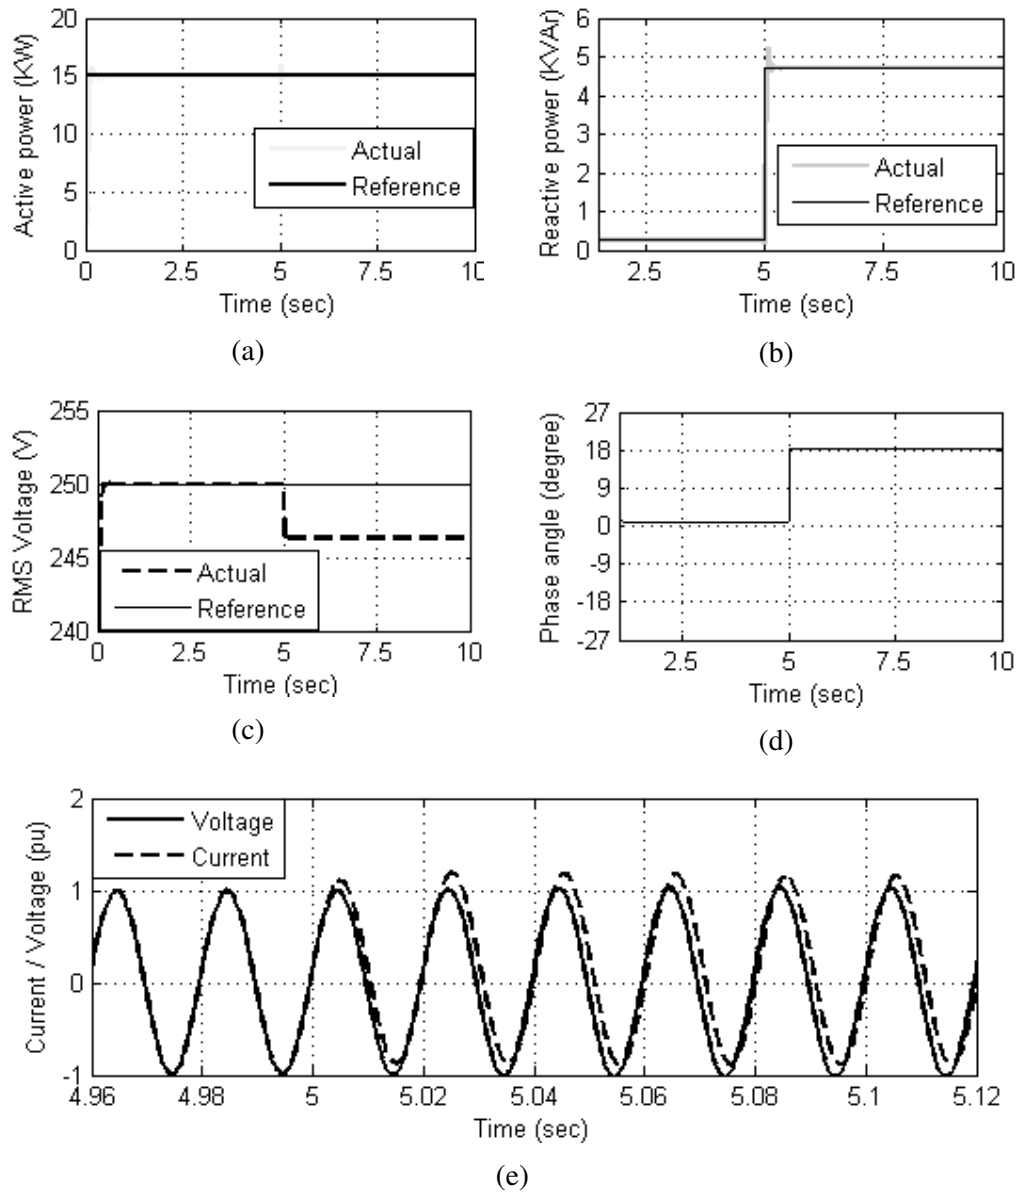 Active power (KW)
20
15
10
5
0
Actual
Reference
0 2.5 5 7.5 10
Time (sec)
(a)
Reactive power (KVAr)
6
5
4
3
2
1
0
Actual
Reference
2.5 5 7.5 10
Time (sec)
(b)
RMS Voltage (V)
255
250
245
240
Actual
Reference
0 2.5 5 7.5 10
Time (sec)
(c)
Phase angle (degree)
27
18
9
0
-9
-18
-27
2.5 5 7.5 10
Time (sec)
(d)
Current / Voltage (pu)
2
1
0
-1
Voltage
Current
4.96 4.98 5 5.02 5.04 5.06 5.08 5.1 5.12
Time (sec)
(e)